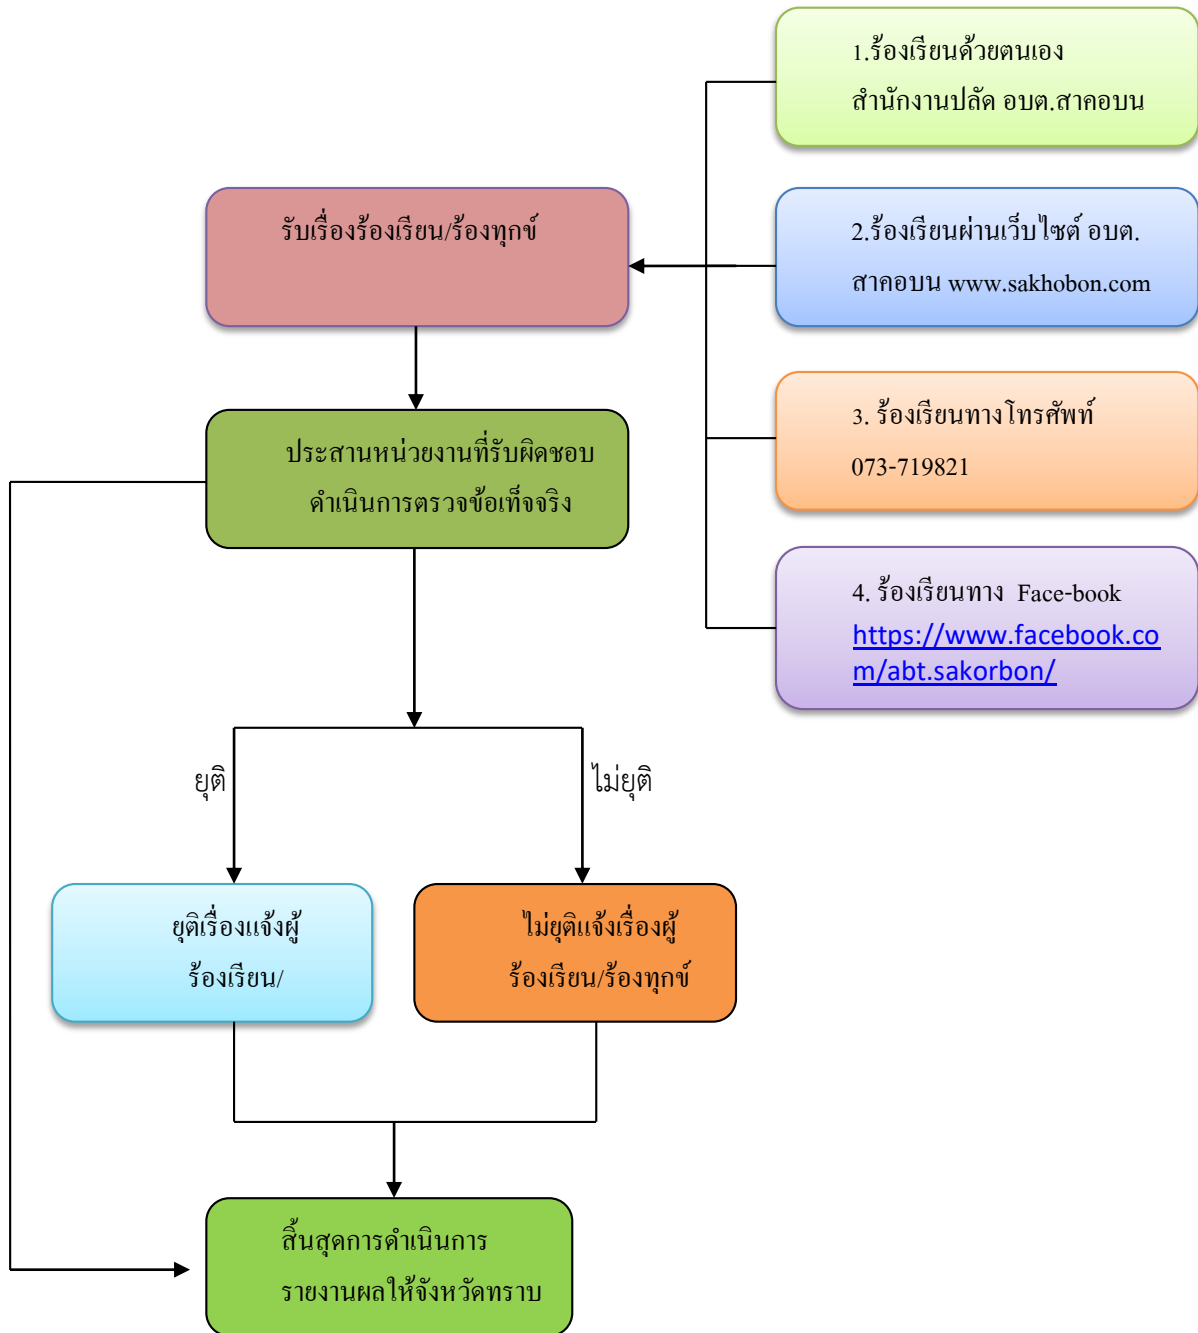 1.ร้องเรียนด้วยตนเอง
สำนักงานปลัด อบต.สาคอบน
รับเรื่องร้องเรียน/ร้องทุกข์
2.ร้องเรียนผ่านเว็บไซต์ อบต.
สาคอบน www.sakhobon.com
3. ร้องเรียนทางโทรศัพท์
073-719821
ประสานหน่วยงานที่รับผิดชอบ
ดำเนินการตรวจข้อเท็จจริง
4. ร้องเรียนทาง Face-book
https://www.facebook.co
m/abt.sakorbon/
ยุติ
ไม่ยุติ
ยุติเรื่องแจ้งผู้
ร้องเรียน/
ไม่ยุติแจ้งเรื่องผู้
ร้องเรียน/ร้องทุกข์
สิ้นสุดการดำเนินการ
รายงานผลให้จังหวัดทราบ